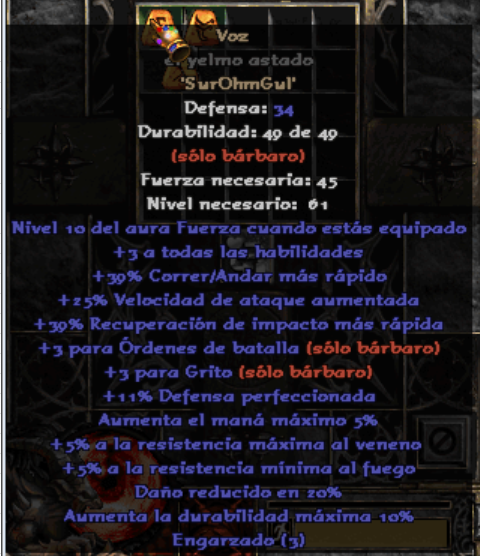 Voz
el yelmo astado
'SurOhmGul'
Defensa: 34
Durabilidad: 49 de 49
(sólo bárbaro)
Fuerza necesaria: 45
Nivel necesario: 61
Nivel 10 del aura Fuerza cuando estás equipado
+3 a todas las habilidades
+39% Correr/Andar más rápido
+25% Velocidad de ataque aumentada
+39% Recuperación de impacto más rápida
+3 para Órdenes de batalla (sólo bárbaro)
+3 para Grito (sólo bárbaro)
+11% Defensa perfeccionada
Aumenta el maná máximo 5%
+5% a la resistencia máxima al veneno
+5% a la resistencia mínima al fuego
Daño reducido en 20%
Aumenta la durabilidad máxima 10%
Engarzado (3)